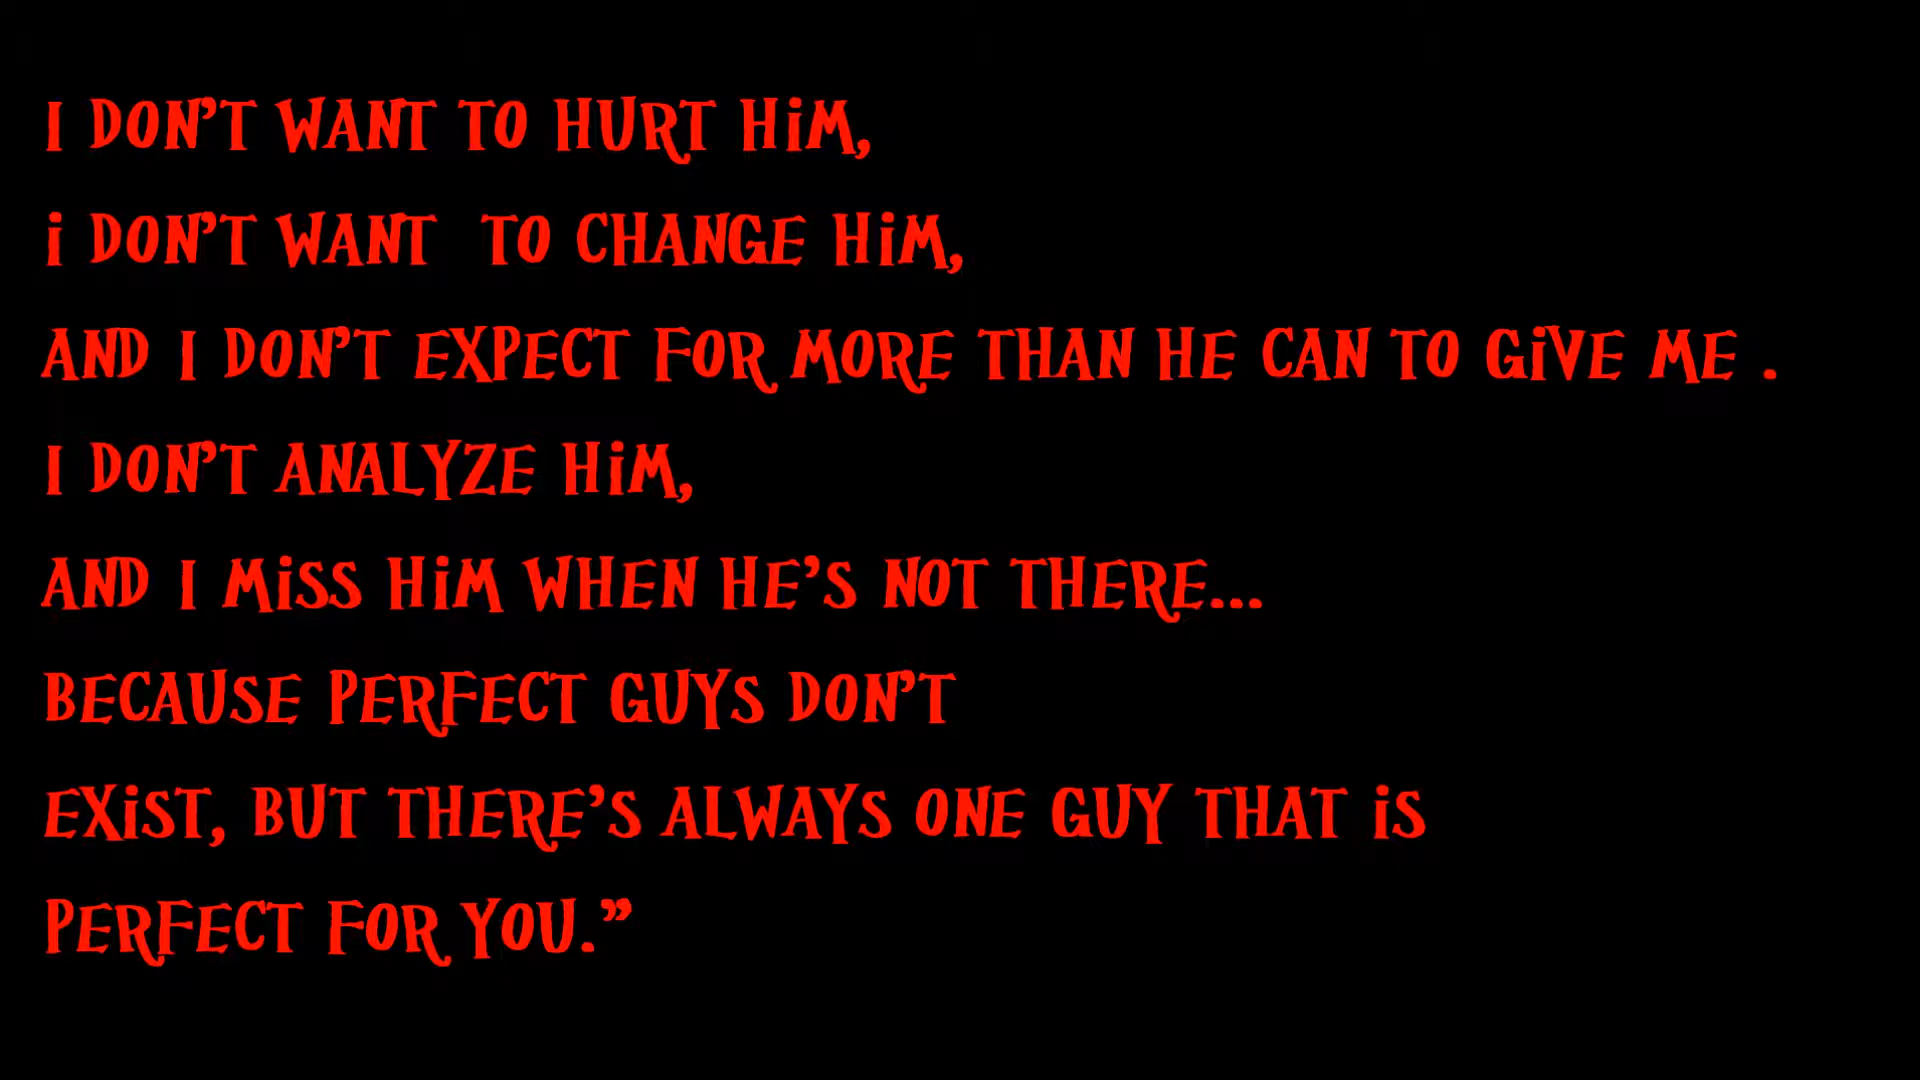 I DON'T WANT TO HURT HiM,
i DON'T WANT  TO CHANGE HiM,
AND I DON'T EXPECT FOR MORE THAN HE CAN TO GiVE ME .
I DON'T ANALYZE HiM,
AND I MiSS HiM WHEN HE'S NOT THERE...
BECAUSE PERFECT GUYS DON'T
EXiST, BUT THERE'S ALWAYS ONE GUY THAT iS
PERFECT FOR YOU.”